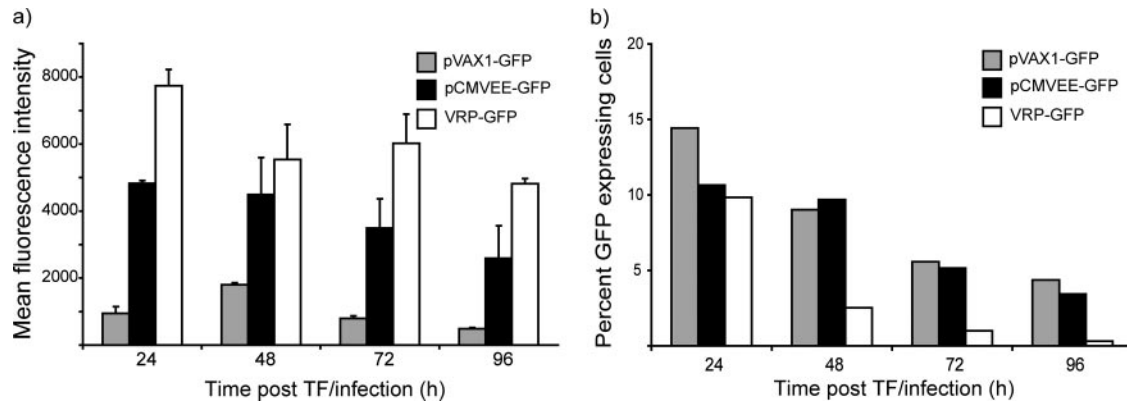 a)
Mean fluorescence intensity
8000
6000
4000
2000
pVAX1-GFP
pCMVEE-GFP
VRP-GFP
24 48 72 96
Time post TF/infection (h)
b)
Percent GFP expressing cells
20
15
10
5
pVAX1-GFP
pCMVEE-GFP
VRP-GFP
24 48 72 96
Time post TF/infection (h)